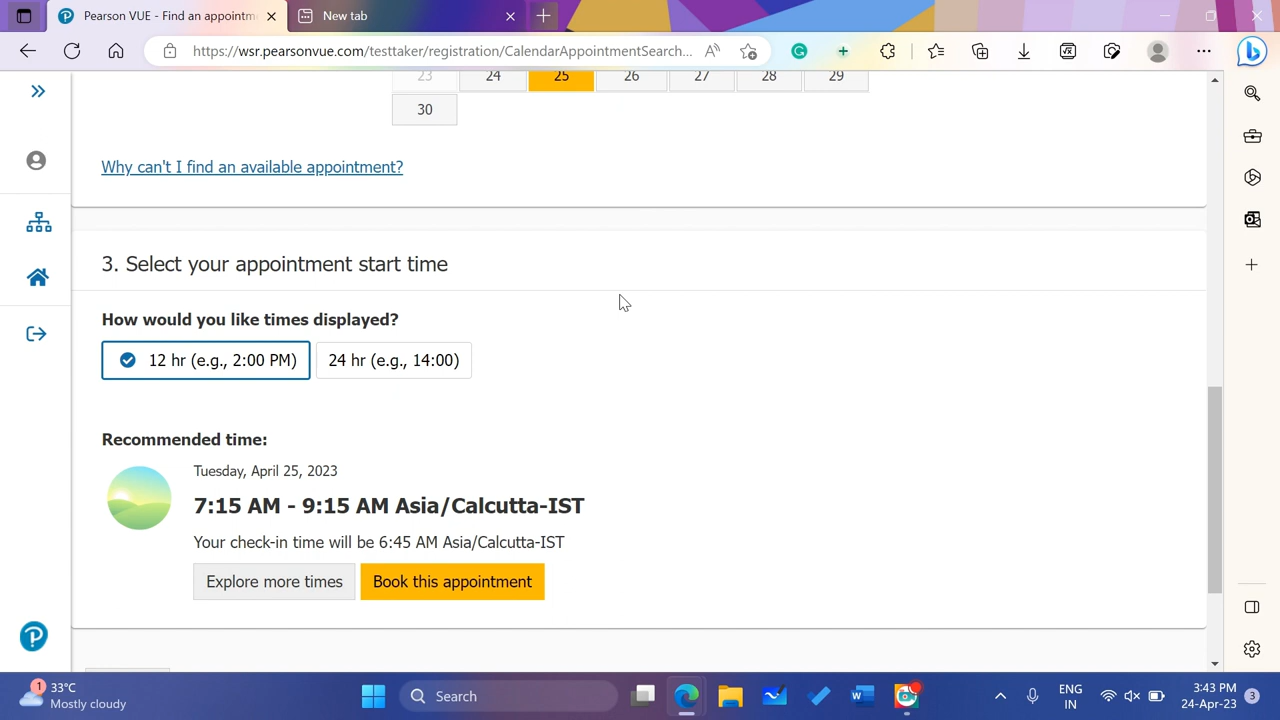 Pearson VUE - Find an appointm
New tab
https://wsr.pearsonvue.com/testtaker/registration/CalendarAppointmentSearch...
23 24 25 26 27 28 29
30
Why can't I find an available appointment?
3. Select your appointment start time
How would you like times displayed?
12 hr (e.g., 2:00 PM) 24 hr (e.g., 14:00)
Recommended time:
Tuesday, April 25, 2023
7:15 AM - 9:15 AM Asia/Calcutta-IST
Your check-in time will be 6:45 AM Asia/Calcutta-IST
Explore more times Book this appointment
1 33°C
Mostly cloudy
Search
ENG
IN
3:43 PM
24-Apr-23
3